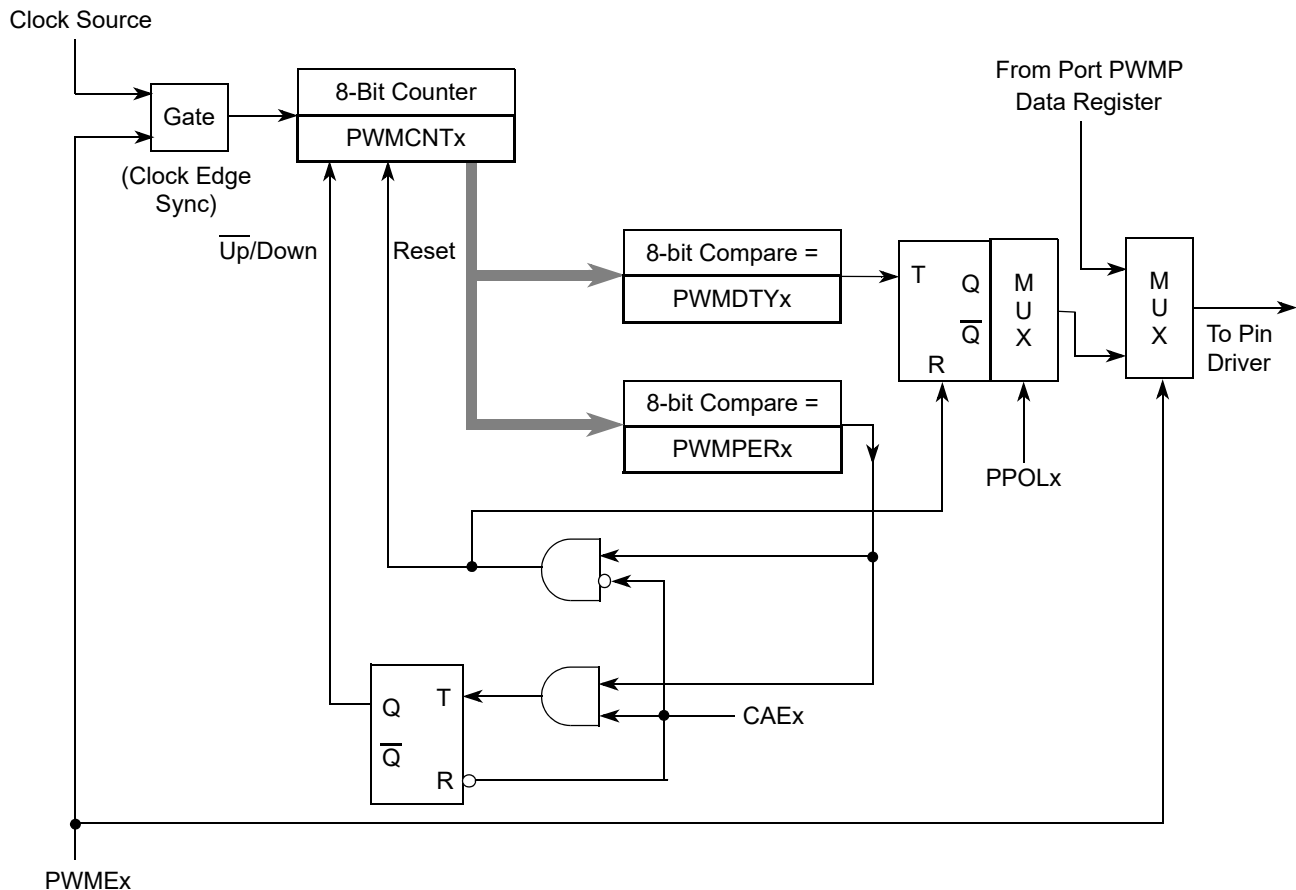 Clock Source
From Port PWMP
Data Register
8-Bit Counter
PWMCNTx
Gate
(Clock Edge
Sync)
U̅p̅/Down
Reset
8-bit Compare =
PWMDTYx
T
Q
Q̅
R
M
U
X
M
U
X
To Pin
Driver
8-bit Compare =
PWMPERx
PPOLx
Q
T
Q̅
R
CAEx
PWMEx